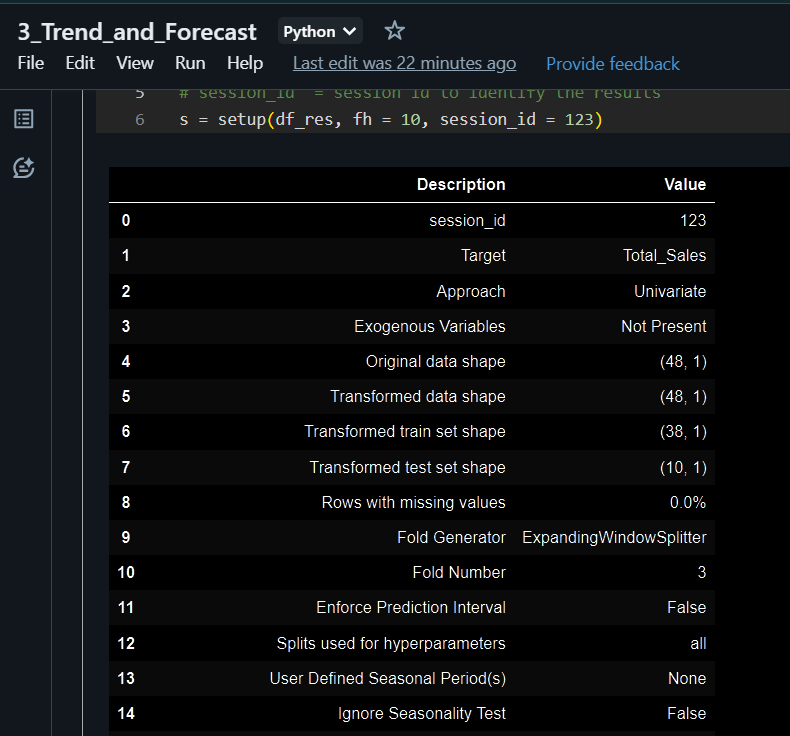 3_Trend_and_Forecast Python
File Edit View Run Help Last edit was 22 minutes ago Provide feedback
5 # session_id = session id to identify the results
6 s = setup(df_res, fh = 10, session_id = 123)
Description Value
0 session_id 123
1 Target Total_Sales
2 Approach Univariate
3 Exogenous Variables Not Present
4 Original data shape (48, 1)
5 Transformed data shape (48, 1)
6 Transformed train set shape (38, 1)
7 Transformed test set shape (10, 1)
8 Rows with missing values 0.0%
9 Fold Generator ExpandingWindowSplitter
10 Fold Number 3
11 Enforce Prediction Interval False
12 Splits used for hyperparameters all
13 User Defined Seasonal Period(s) None
14 Ignore Seasonality Test False